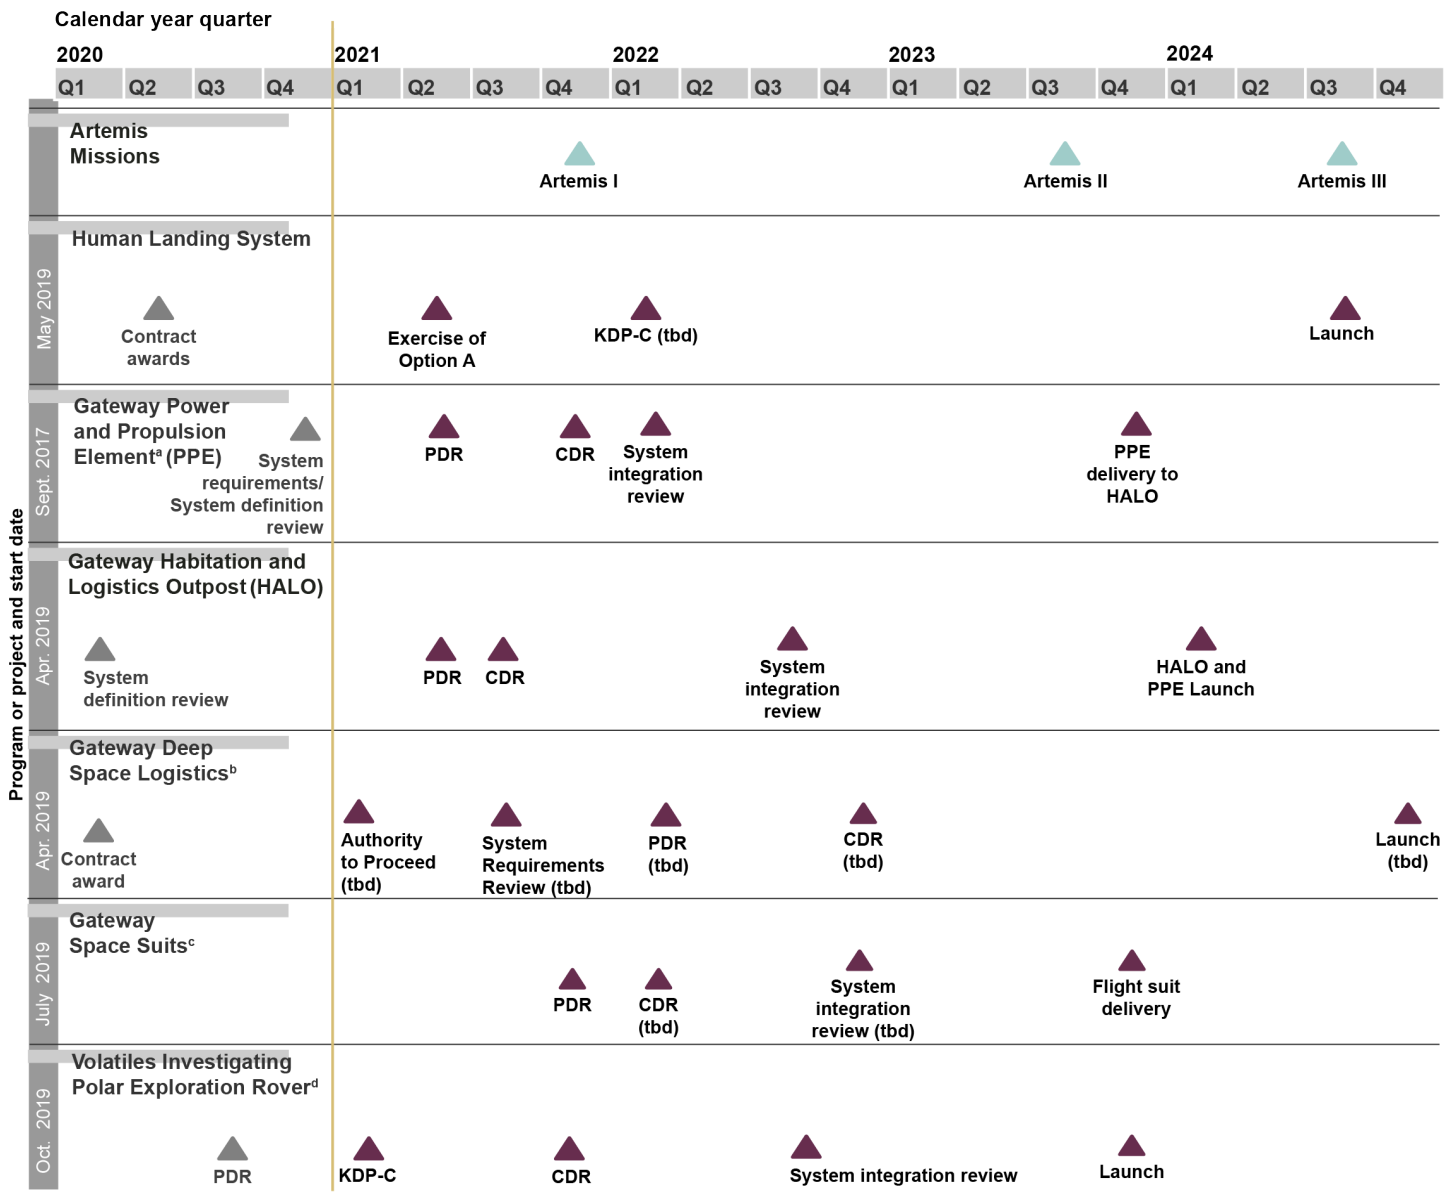 Calendar year quarter
2020 2021 2022 2023 2024
Q1 Q2 Q3 Q4 Q1 Q2 Q3 Q4 Q1 Q2 Q3 Q4 Q1 Q2 Q3 Q4 Q1 Q2 Q3 Q4
Program or project and start date
Artemis
Missions
Artemis I
Artemis II
Artemis III
May 2019
Human Landing System
Contract
awards
Exercise of
Option A
KDP-C (tbd)
Launch
Sept. 2017
Gateway Power
and Propulsion
Elementᵃ (PPE)
System
requirements/
System definition
review
PDR
CDR
System
integration
review
PPE
delivery to
HALO
Apr. 2019
Gateway Habitation and
Logistics Outpost (HALO)
System
definition review
PDR
CDR
System
integration
review
HALO and
PPE Launch
Apr. 2019
Gateway Deep
Space Logisticsᵇ
Contract
award
Authority
to Proceed
(tbd)
System
Requirements
Review (tbd)
PDR
(tbd)
CDR
(tbd)
Launch
(tbd)
July 2019
Gateway
Space Suitsᶜ
PDR
CDR
(tbd)
System
integration
review (tbd)
Flight suit
delivery
Oct. 2019
Volatiles Investigating
Polar Exploration Roverᵈ
PDR
KDP-C
CDR
System integration review
Launch